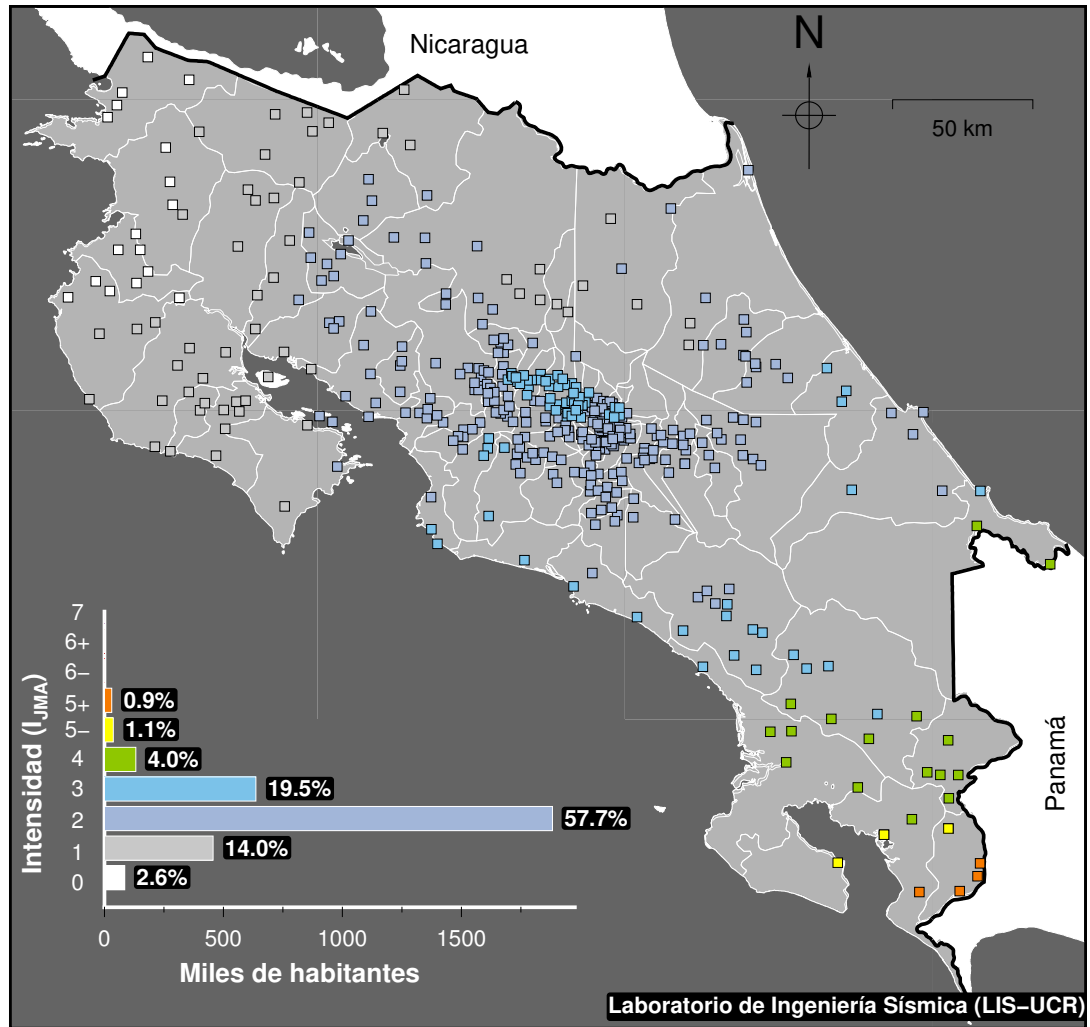 Nicaragua
N
50 km
Panamá
Intensidad (I_JMA)
7
6+
6−
5+ 0.9%
5− 1.1%
4 4.0%
3 19.5%
2 57.7%
1 14.0%
0 2.6%
0 500 1000 1500
Miles de habitantes
Laboratorio de Ingeniería Sísmica (LIS−UCR)